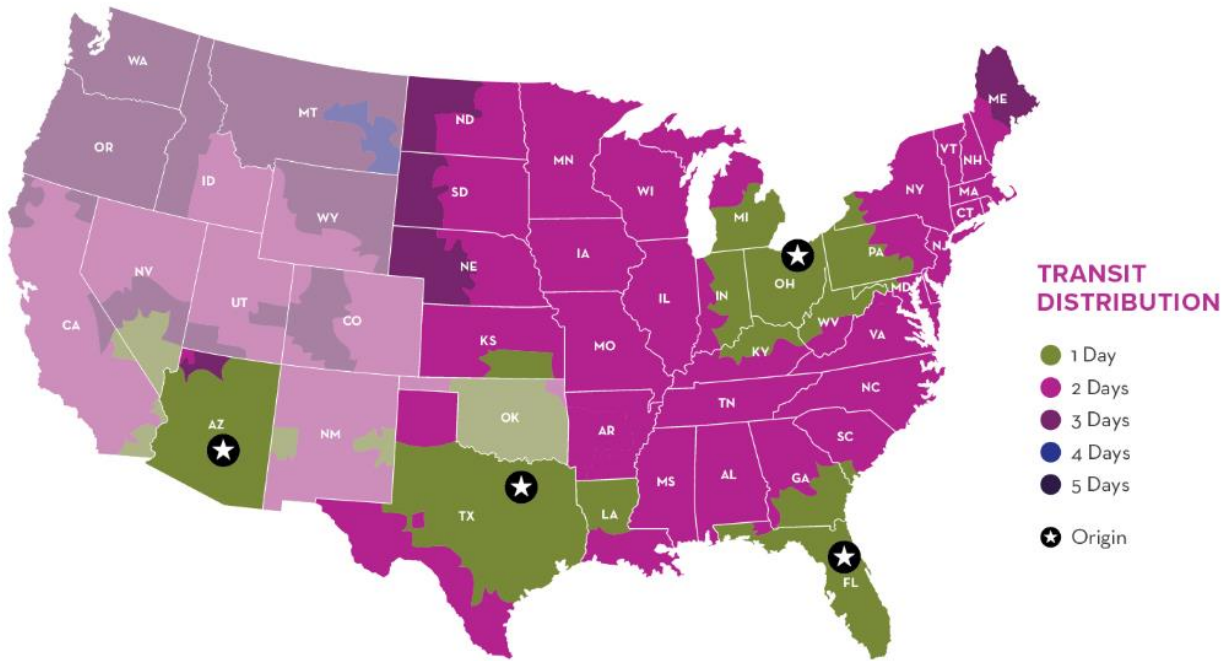 WA
MT
ND
ME
OR
MN
VT
NH
ID
SD
WI
NY
MA
WY
MI
CT
NE
IA
PA
NJ
NV
OH
UT
IL
IN
MD
CA
CO
WV
KS
MO
VA
KY
NC
TN
AZ
OK
NM
AR
SC
MS
AL
GA
TX
LA
FL
TRANSIT
DISTRIBUTION
1 Day
2 Days
3 Days
4 Days
5 Days
Origin